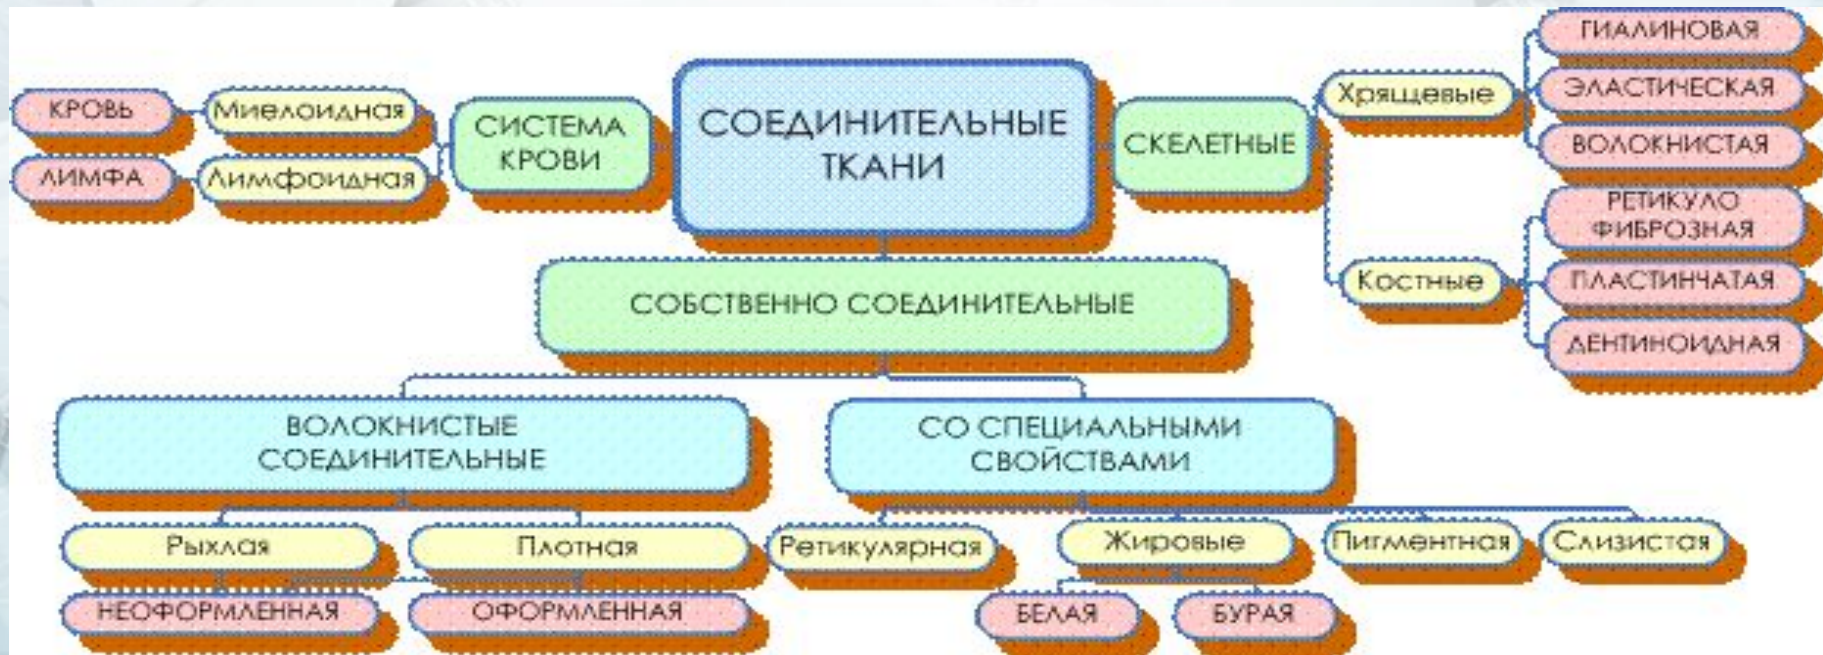 СОЕДИНИТЕЛЬНЫЕ
ТКАНИ
СИСТЕМА
КРОВИ
Миелоидная
КРОВЬ
Лимфоидная
ЛИМФА
СКЕЛЕТНЫЕ
Хрящевые
ГИАЛИНОВАЯ
ЭЛАСТИЧЕСКАЯ
ВОЛОКНИСТАЯ
Костные
РЕТИКУЛО
ФИБРОЗНАЯ
ПЛАСТИНЧАТАЯ
ДЕНТИНОИДНАЯ
СОБСТВЕННО СОЕДИНИТЕЛЬНЫЕ
ВОЛОКНИСТЫЕ
СОЕДИНИТЕЛЬНЫЕ
Рыхлая
Плотная
НЕОФОРМЛЕННАЯ
ОФОРМЛЕННАЯ
СО СПЕЦИАЛЬНЫМИ
СВОЙСТВАМИ
Ретикулярная
Жировые
Пигментная
Слизистая
БЕЛАЯ
БУРАЯ